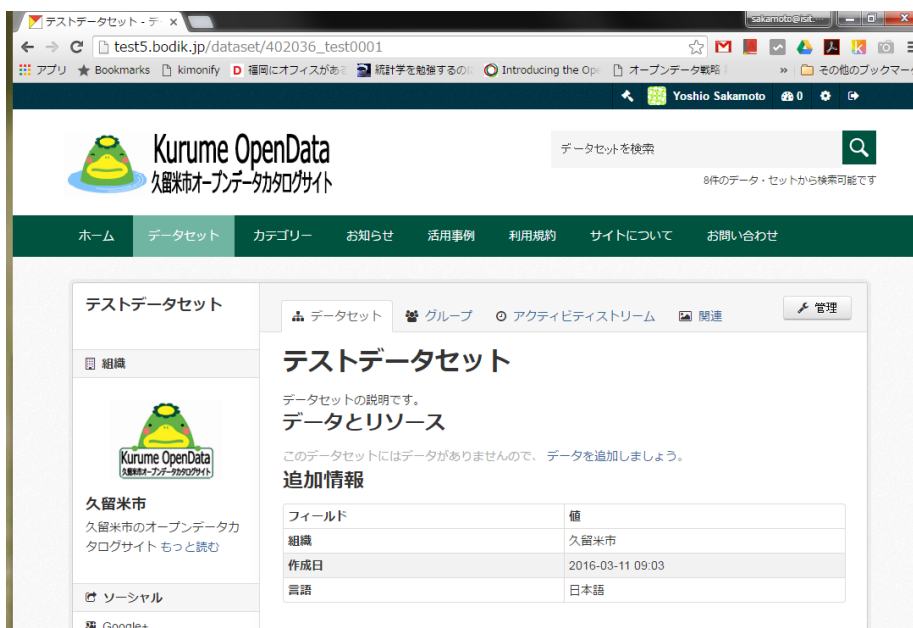 テストデータセット - デ
sakamoto@isit.
test5.bodik.jp/dataset/402036_test0001
アプリ Bookmarks kimonify 福岡にオフィスがあ 統計学を勉強するの Introducing the Ope オープンデータ戦略 » その他のブックマーク
Yoshio Sakamoto 0
Kurume OpenData
久留米市オープンデータカタログサイト
データセットを検索
8件のデータ・セットから検索可能です
ホーム データセット カテゴリー お知らせ 活用事例 利用規約 サイトについて お問い合わせ
テストデータセット
データセット グループ アクティビティストリーム 関連 管理
組織
Kurume OpenData
久留米市オープンデータカタログサイト
久留米市
久留米市のオープンデータカ
タログサイト もっと読む
ソーシャル
Google+
テストデータセット
データセットの説明です。
データとリソース
このデータセットにはデータがありませんので、 データを追加しましょう。
追加情報
フィールド 値
組織 久留米市
作成日 2016-03-11 09:03
言語 日本語